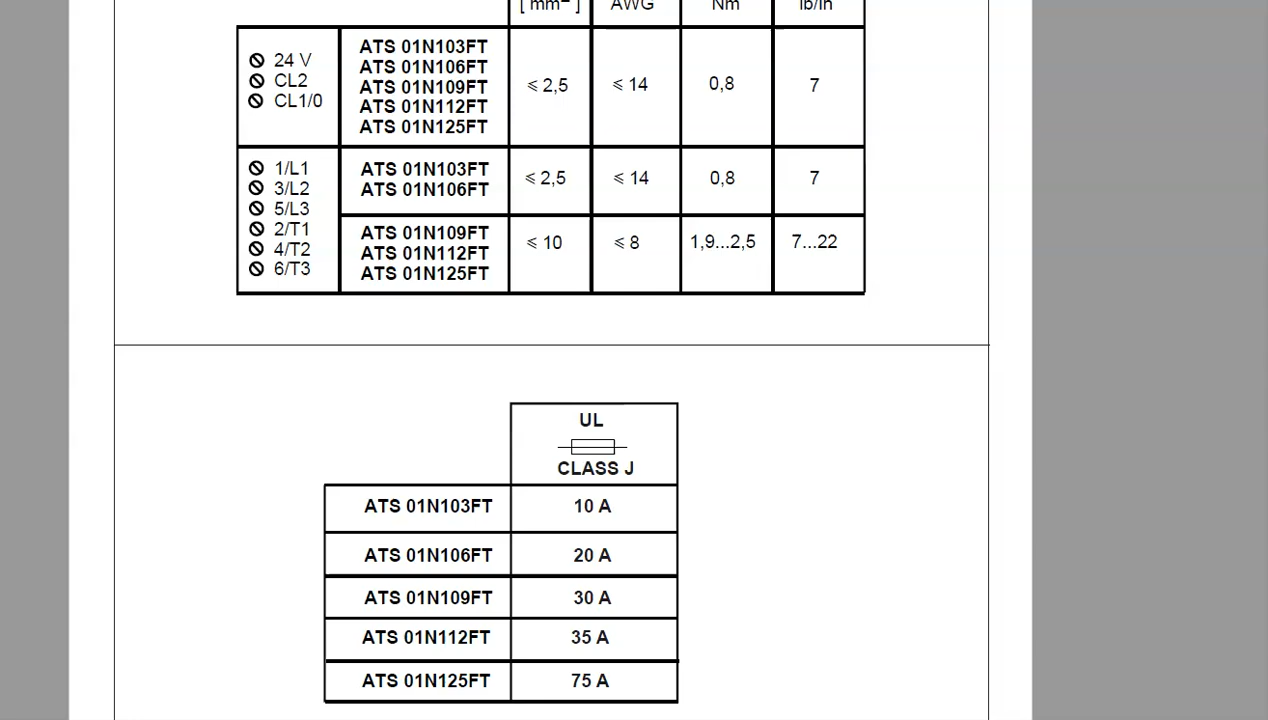 [ mm² ] AWG Nm lb/in
24 V
CL2
CL1/0
ATS 01N103FT
ATS 01N106FT
ATS 01N109FT
ATS 01N112FT
ATS 01N125FT
⩽ 2,5 ⩽ 14 0,8 7
1/L1
3/L2
5/L3
2/T1
4/T2
6/T3
ATS 01N103FT
ATS 01N106FT
⩽ 2,5 ⩽ 14 0,8 7
ATS 01N109FT
ATS 01N112FT
ATS 01N125FT
⩽ 10 ⩽ 8 1,9...2,5 7...22
UL
CLASS J
ATS 01N103FT 10 A
ATS 01N106FT 20 A
ATS 01N109FT 30 A
ATS 01N112FT 35 A
ATS 01N125FT 75 A